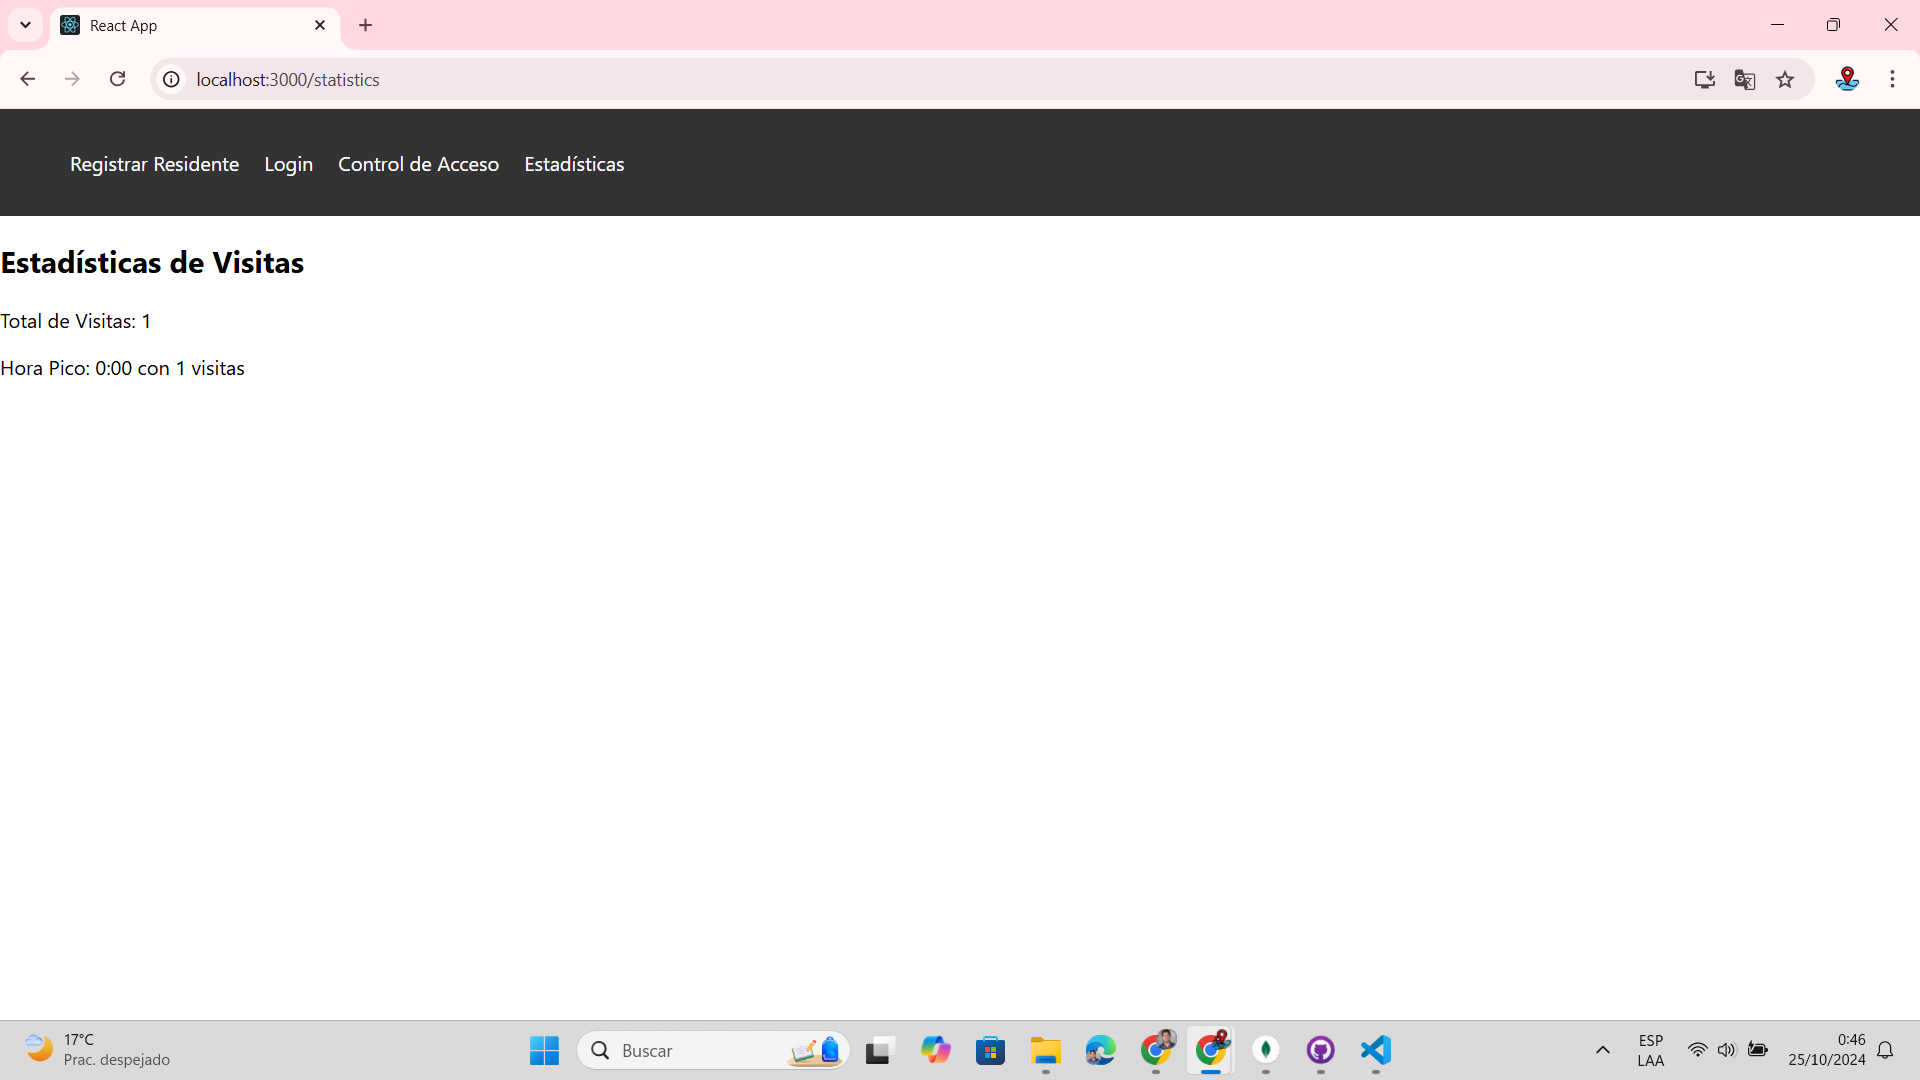 React App
localhost:3000/statistics
Registrar Residente Login Control de Acceso Estadísticas
Estadísticas de Visitas
Total de Visitas: 1
Hora Pico: 0:00 con 1 visitas
17°C
Prac. despejado
Buscar
ESP
LAA
0:46
25/10/2024